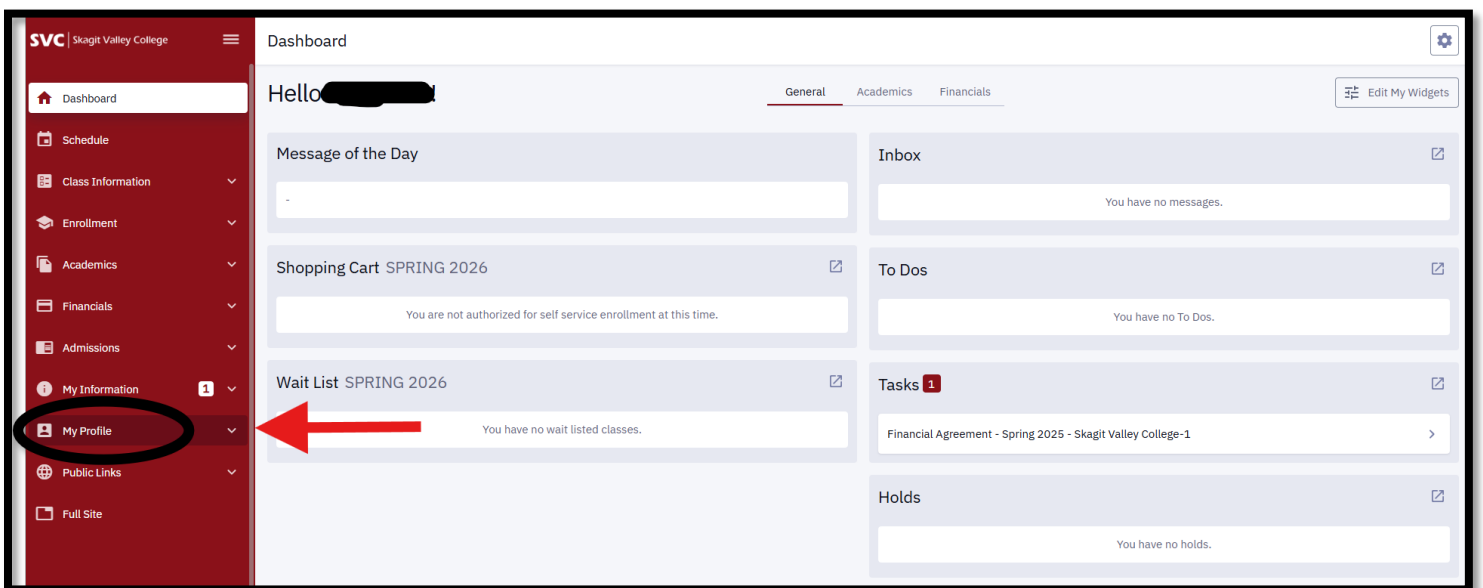 SVC Skagit Valley College
Dashboard
Schedule
Class Information
Enrollment
Academics
Financials
Admissions
My Information 1
My Profile
Public Links
Full Site
Dashboard
Hello !
General Academics Financials
Edit My Widgets
Message of the Day
-
Shopping Cart SPRING 2026
You are not authorized for self service enrollment at this time.
Wait List SPRING 2026
You have no wait listed classes.
Inbox
You have no messages.
To Dos
You have no To Dos.
Tasks 1
Financial Agreement - Spring 2025 - Skagit Valley College-1
Holds
You have no holds.